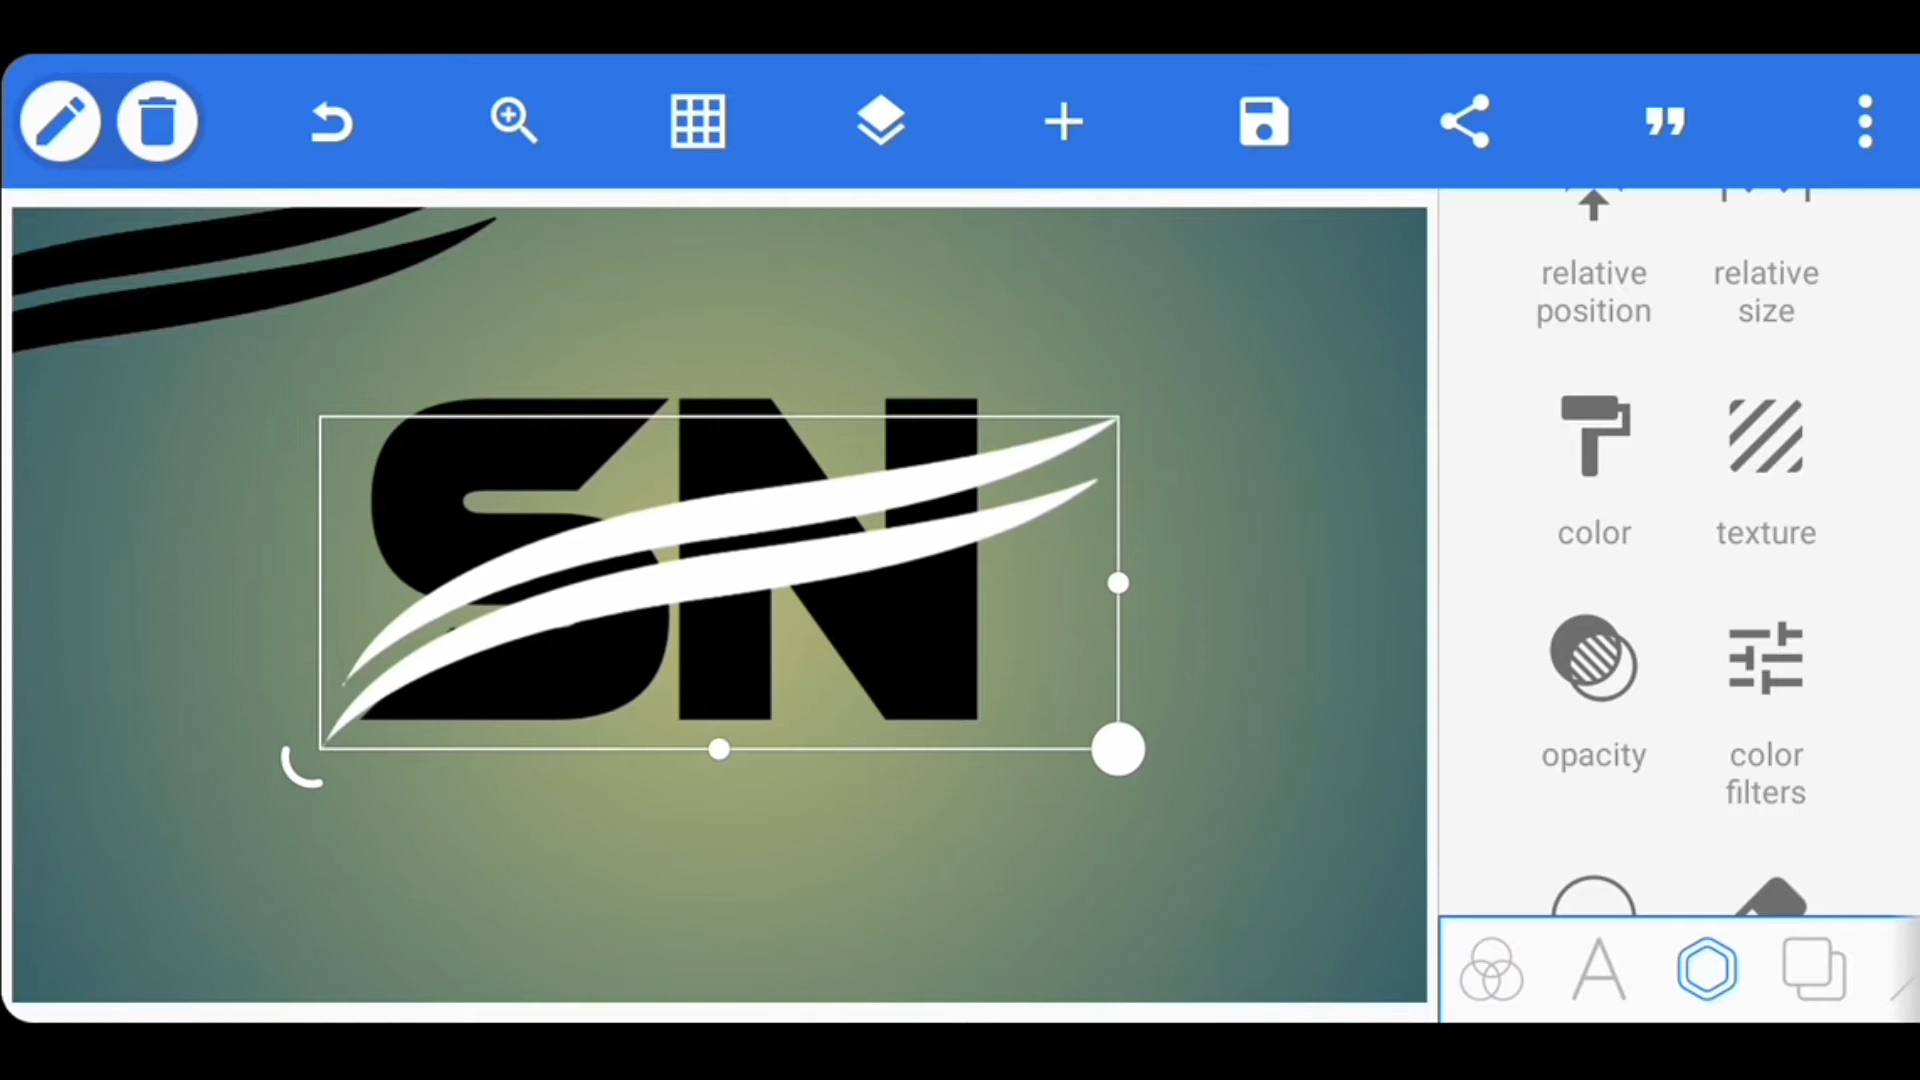 relative
position
relative
size
SN
color
texture
opacity
color
filters